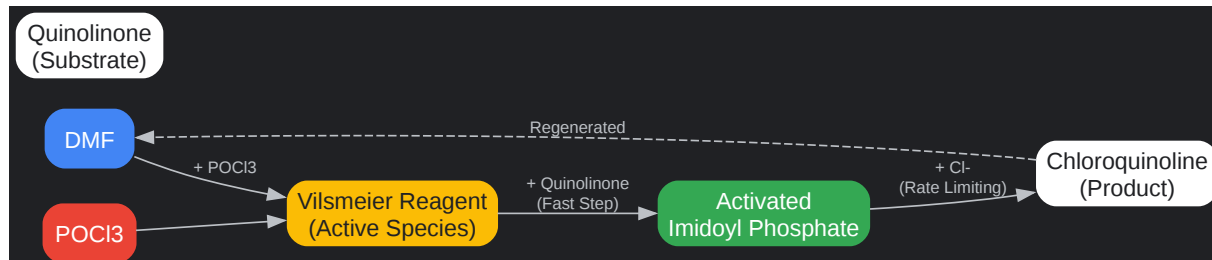 Quinolinone
(Substrate)
DMF
POCl3
+ POCl3
Vilsmeier Reagent
(Active Species)
+ Quinolinone
(Fast Step)
Activated
Imidoyl Phosphate
Regenerated
+ Cl-
(Rate Limiting)
Chloroquinoline
(Product)